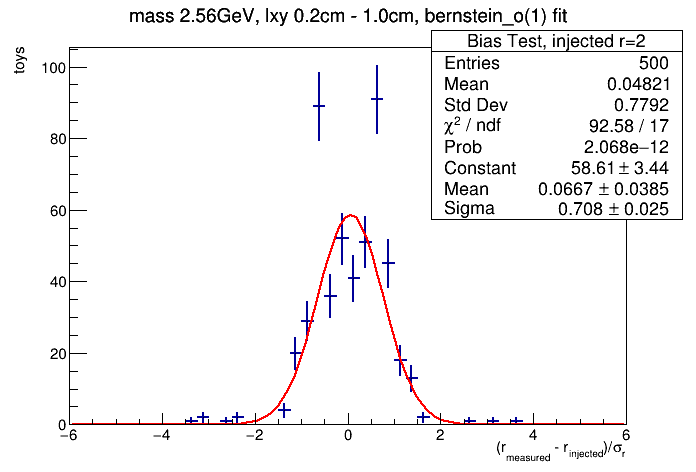 mass 2.56GeV, lxy 0.2cm - 1.0cm, bernstein_o(1) fit
Bias Test, injected r=2
Entries 500
Mean 0.04821
Std Dev 0.7792
χ² / ndf 92.58 / 17
Prob 2.068e−12
Constant 58.61 ± 3.44
Mean 0.0667 ± 0.0385
Sigma 0.708 ± 0.025
toys
100
80
60
40
20
0
−6 −4 −2 0 2 4 6
(r_measured - r_injected)/σ_r